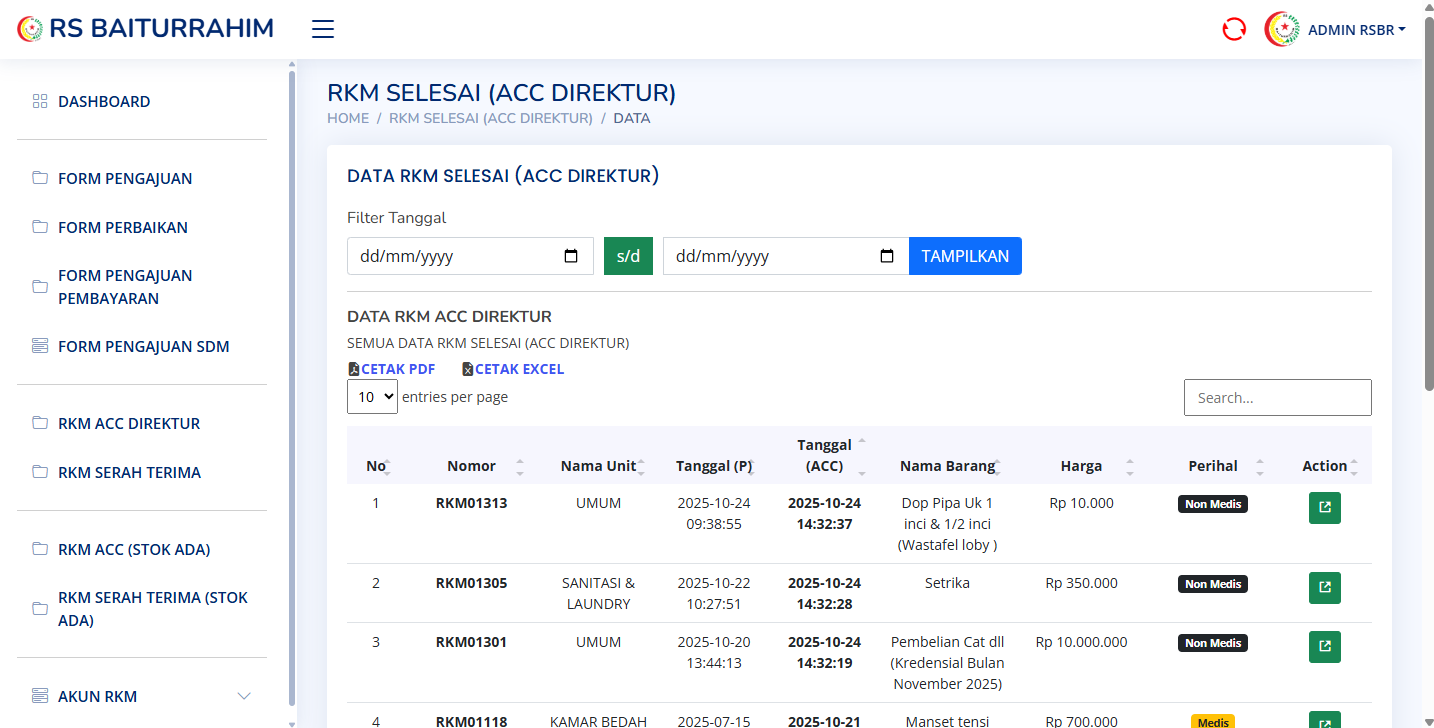 RS BAITURRAHIM
ADMIN RSBR
DASHBOARD
FORM PENGAJUAN
FORM PERBAIKAN
FORM PENGAJUAN
PEMBAYARAN
FORM PENGAJUAN SDM
RKM ACC DIREKTUR
RKM SERAH TERIMA
RKM ACC (STOK ADA)
RKM SERAH TERIMA (STOK
ADA)
AKUN RKM
RKM SELESAI (ACC DIREKTUR)
HOME / RKM SELESAI (ACC DIREKTUR) / DATA
DATA RKM SELESAI (ACC DIREKTUR)
Filter Tanggal
dd/mm/yyyy s/d dd/mm/yyyy TAMPILKAN
DATA RKM ACC DIREKTUR
SEMUA DATA RKM SELESAI (ACC DIREKTUR)
CETAK PDF CETAK EXCEL
10 entries per page Search...
Tanggal
No Nomor Nama Unit Tanggal (P) (ACC) Nama Barang Harga Perihal Action
1 RKM01313 UMUM 2025-10-24 2025-10-24 Dop Pipa Uk 1 Rp 10.000 Non Medis
09:38:55 14:32:37 inci & 1/2 inci
(Wastafel loby )
2 RKM01305 SANITASI & 2025-10-22 2025-10-24 Setrika Rp 350.000 Non Medis
LAUNDRY 10:27:51 14:32:28
3 RKM01301 UMUM 2025-10-20 2025-10-24 Pembelian Cat dll Rp 10.000.000 Non Medis
13:44:13 14:32:19 (Kredensial Bulan
November 2025)
4 RKM01118 KAMAR BEDAH 2025-07-15 2025-10-21 Manset tensi Rp 700.000 Medis